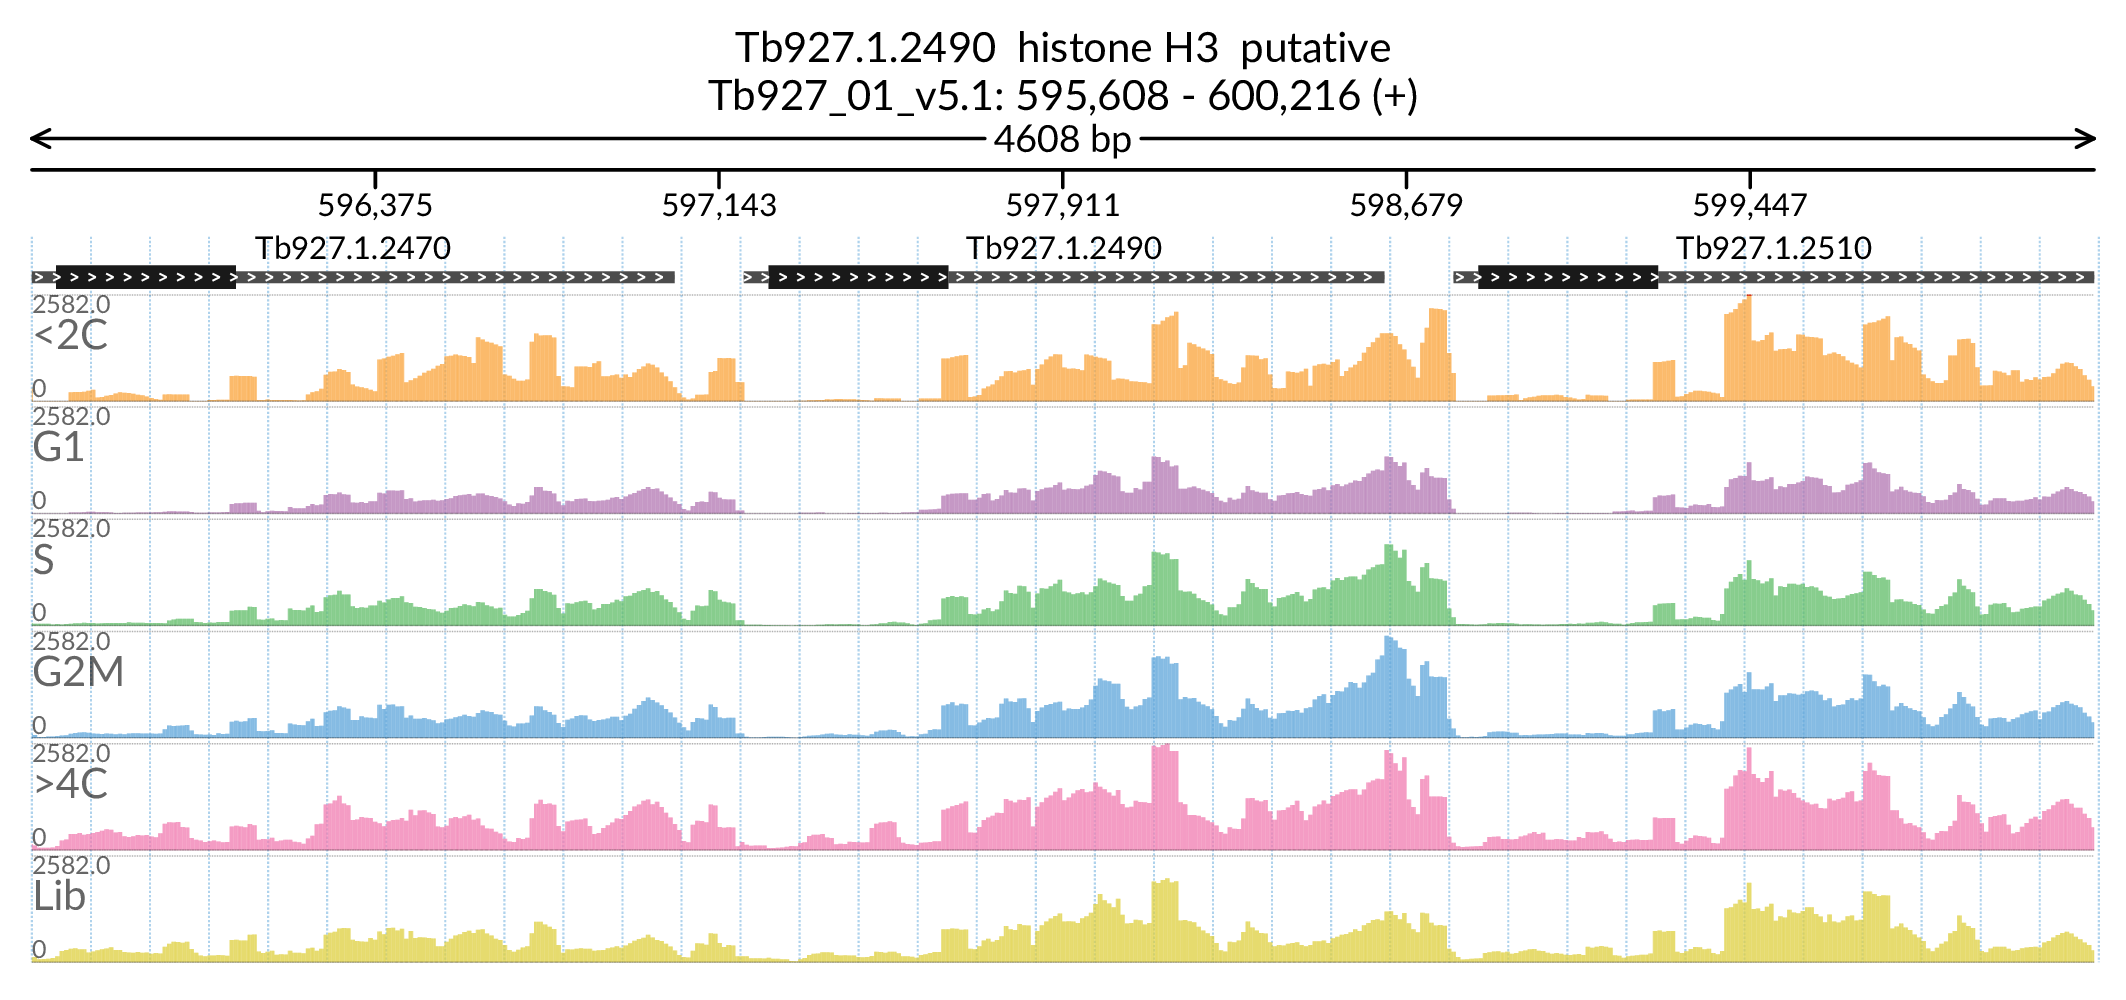 Tb927.1.2490 histone H3 putative
Tb927_01_v5.1: 595,608 - 600,216 (+)
4608 bp
596,375 597,143 597,911 598,679 599,447
Tb927.1.2470 Tb927.1.2490 Tb927.1.2510
2582.0
<2C
0
2582.0
G1
0
2582.0
S
0
2582.0
G2M
0
2582.0
>4C
0
2582.0
Lib
0